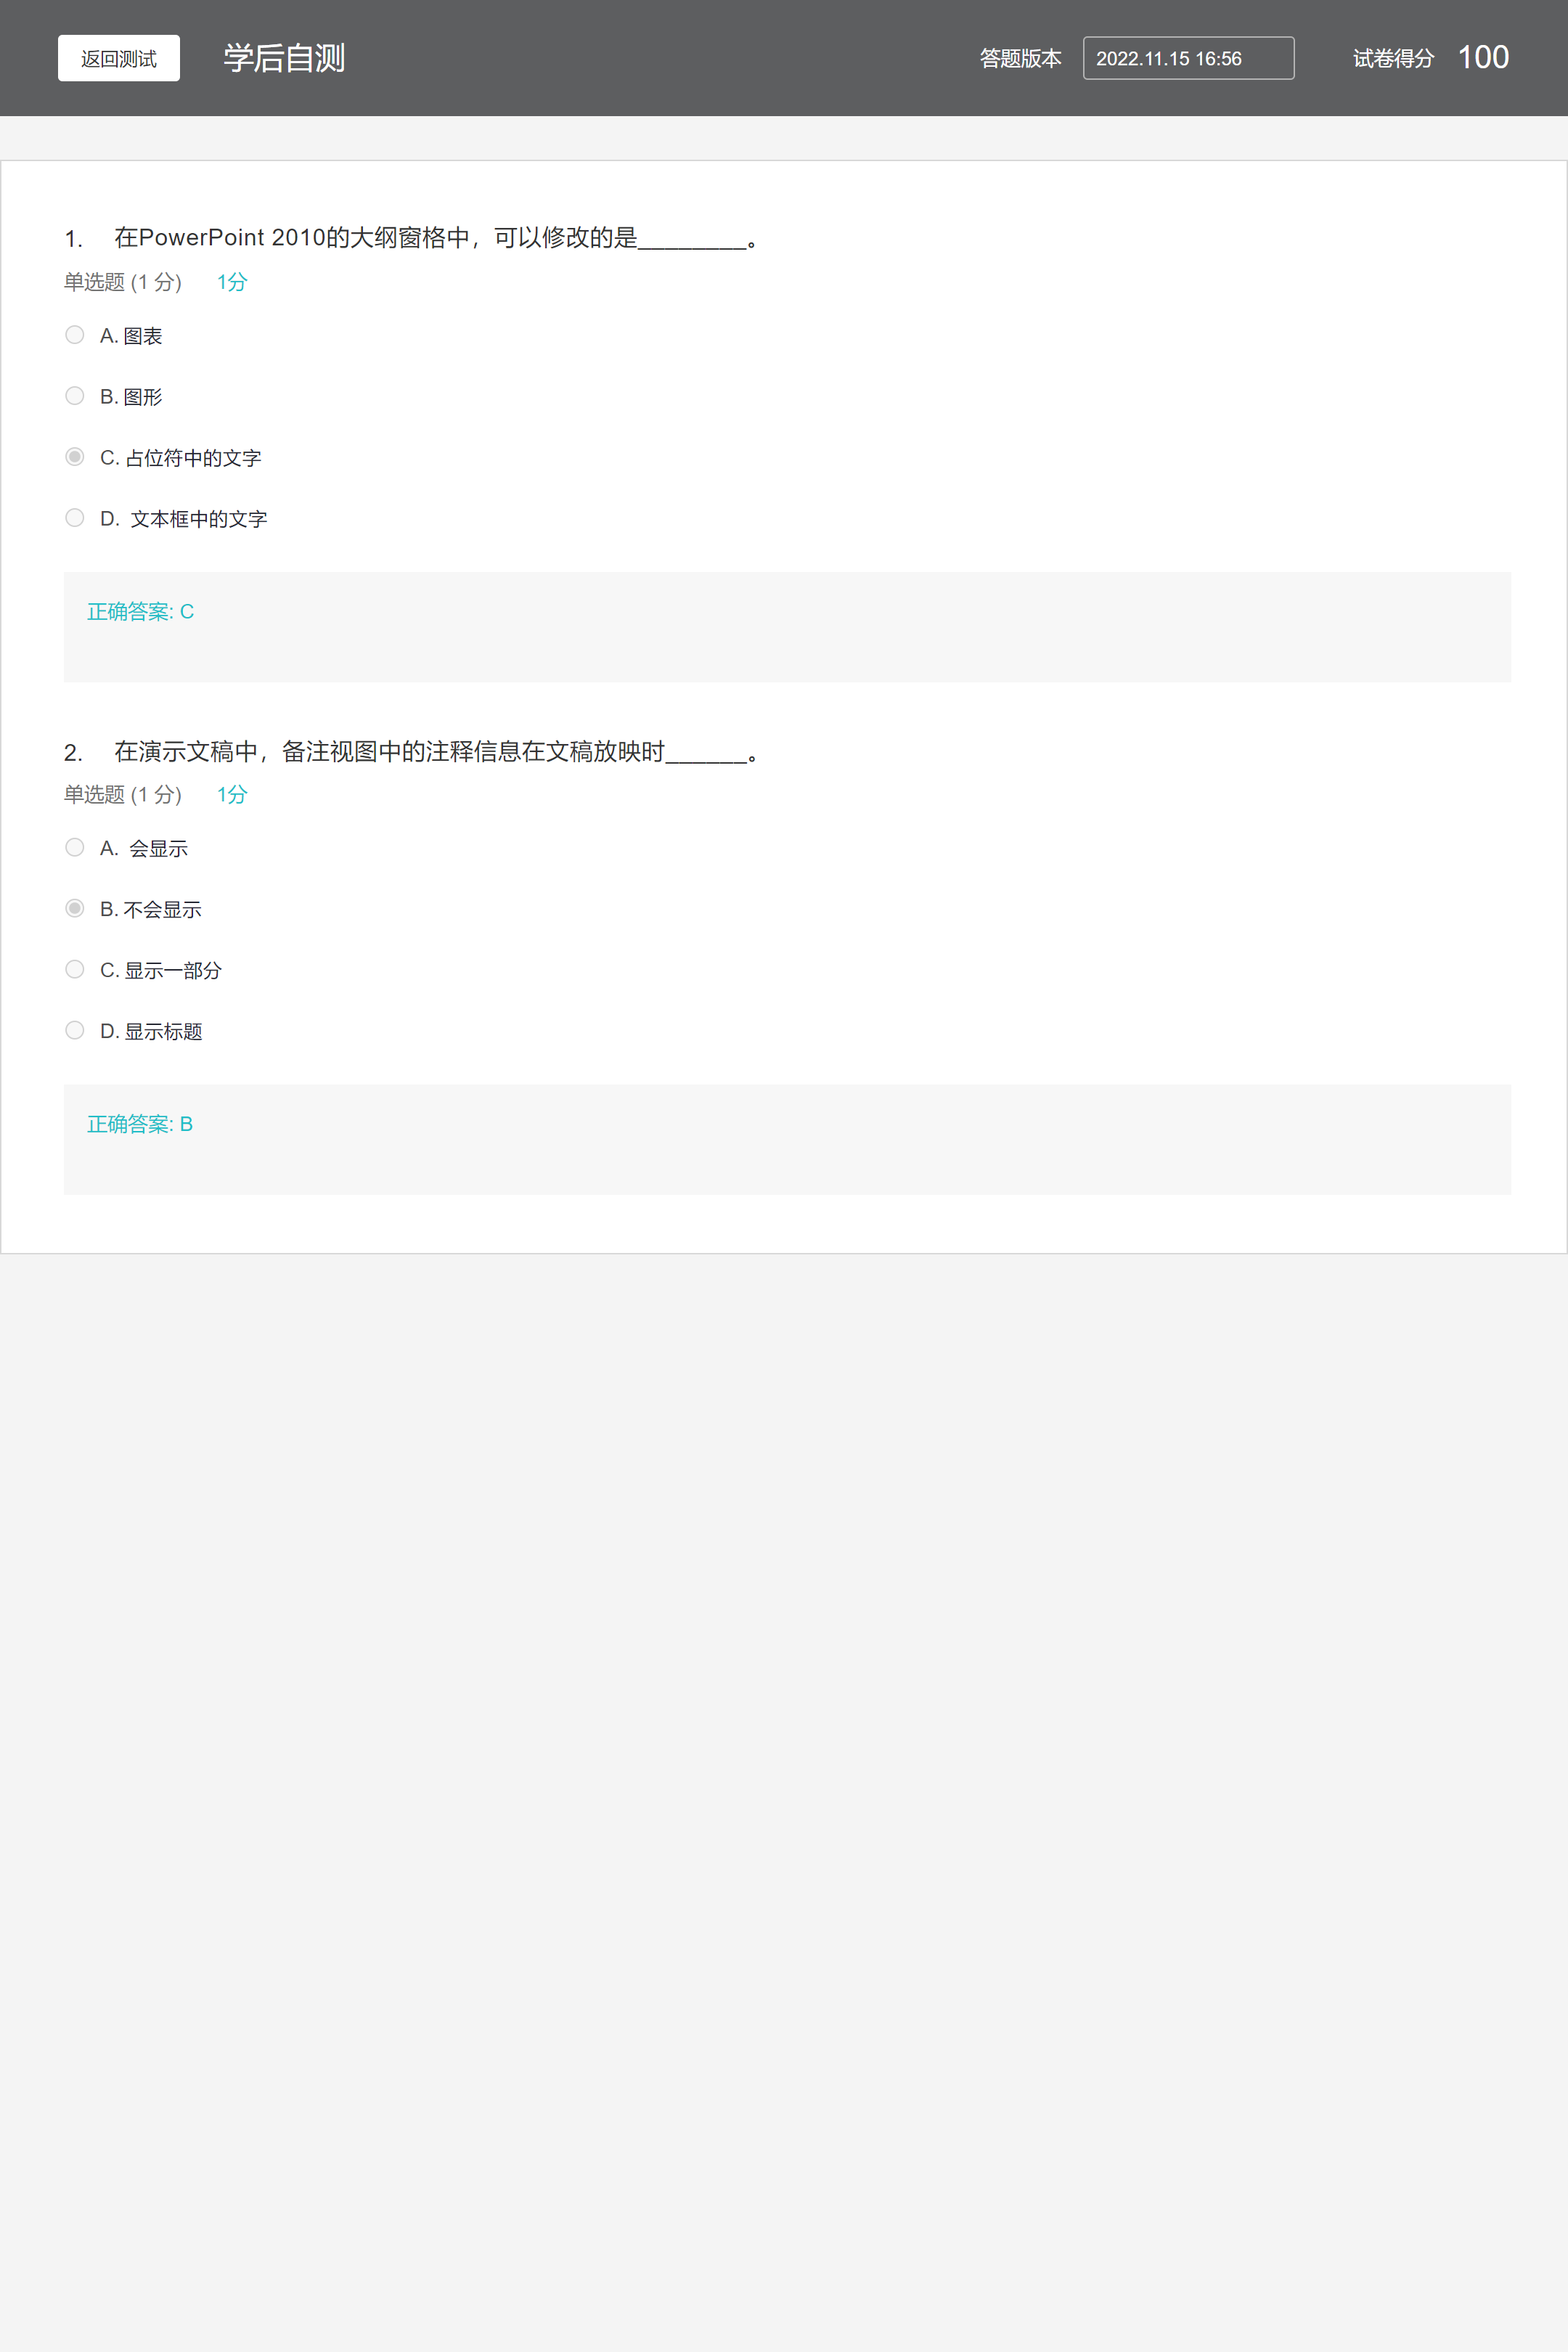 返回测试 学后自测 答题版本 2022.11.15 16:56 试卷得分 100
1. 在PowerPoint 2010的大纲窗格中，可以修改的是________。
单选题 (1 分) 1分
A. 图表
B. 图形
C. 占位符中的文字
D. 文本框中的文字
正确答案: C
2. 在演示文稿中，备注视图中的注释信息在文稿放映时______。
单选题 (1 分) 1分
A. 会显示
B. 不会显示
C. 显示一部分
D. 显示标题
正确答案: B